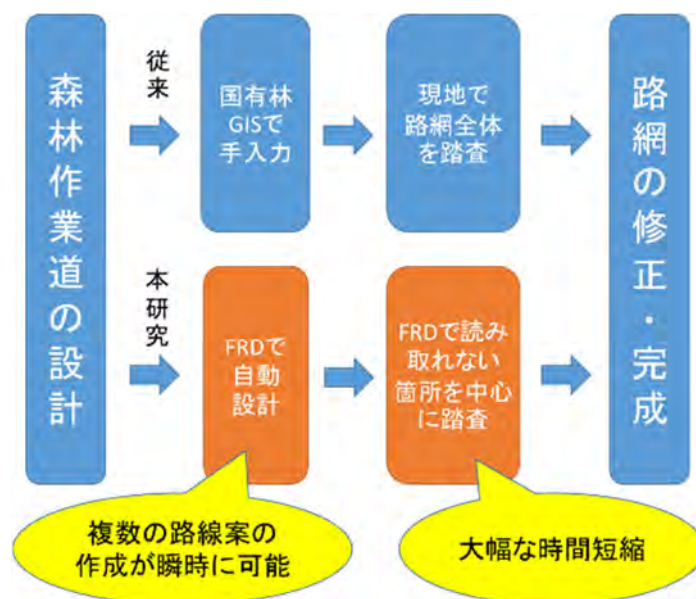 森林作業道の設計
従来
国有林
GISで
手入力
現地で
路網全体
を踏査
路網の修正・完成
本研究
FRDで
自動
設計
FRDで読み
取れない
箇所を中心
に踏査
複数の路線案の
作成が瞬時に可能
大幅な時間短縮